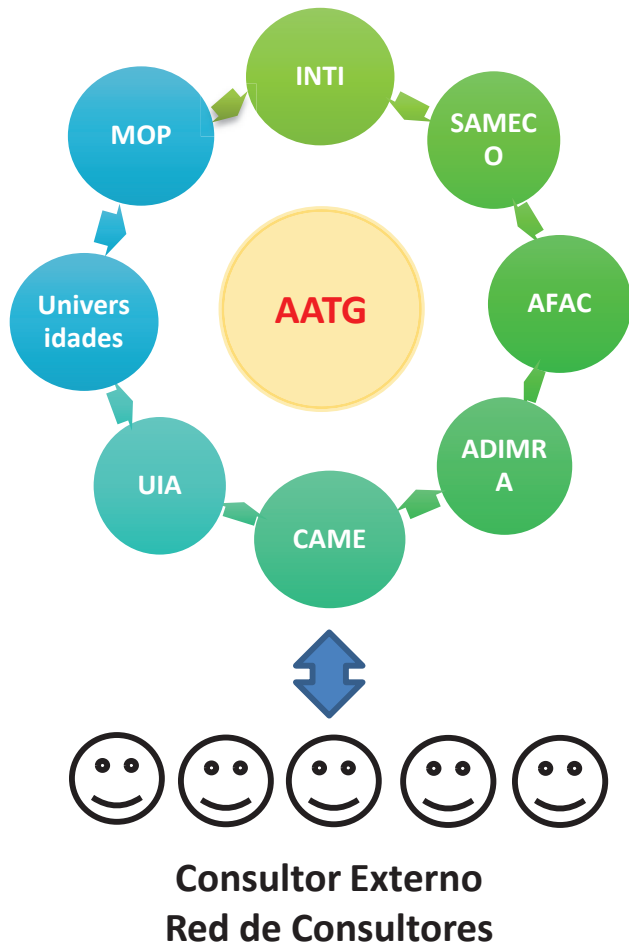 INTI
SAMEC
O
MOP
AFAC
AATG
Univers
idades
ADIMR
A
UIA
CAME
Consultor Externo
Red de Consultores